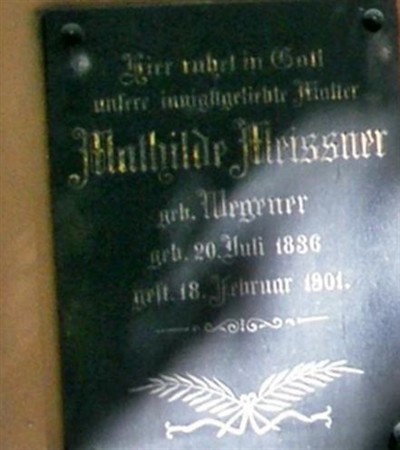 Hier ruhet in Gott
unsere innigstgeliebte Mutter
Mathilde Meissner
geb. Wegener
geb. 20. Juli 1836
gest. 18. Februar 1901.